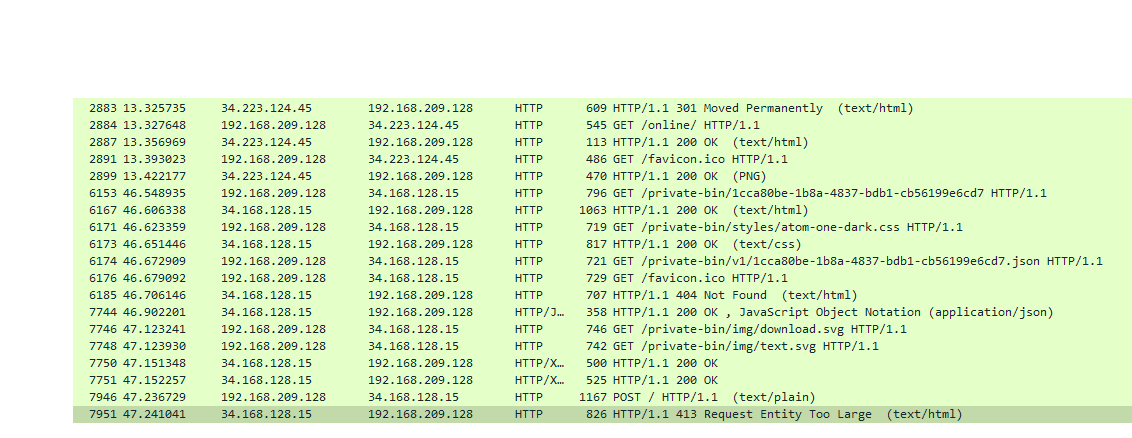 2883 13.325735 34.223.124.45 192.168.209.128 HTTP 609 HTTP/1.1 301 Moved Permanently (text/html)
2884 13.327648 192.168.209.128 34.223.124.45 HTTP 545 GET /online/ HTTP/1.1
2887 13.356969 34.223.124.45 192.168.209.128 HTTP 113 HTTP/1.1 200 OK (text/html)
2891 13.393023 192.168.209.128 34.223.124.45 HTTP 486 GET /favicon.ico HTTP/1.1
2899 13.422177 34.223.124.45 192.168.209.128 HTTP 470 HTTP/1.1 200 OK (PNG)
6153 46.548935 192.168.209.128 34.168.128.15 HTTP 796 GET /private-bin/1cca80be-1b8a-4837-bdb1-cb56199e6cd7 HTTP/1.1
6167 46.606338 34.168.128.15 192.168.209.128 HTTP 1063 HTTP/1.1 200 OK (text/html)
6171 46.623359 192.168.209.128 34.168.128.15 HTTP 719 GET /private-bin/styles/atom-one-dark.css HTTP/1.1
6173 46.651446 34.168.128.15 192.168.209.128 HTTP 817 HTTP/1.1 200 OK (text/css)
6174 46.672909 192.168.209.128 34.168.128.15 HTTP 721 GET /private-bin/v1/1cca80be-1b8a-4837-bdb1-cb56199e6cd7.json HTTP/1.1
6176 46.679092 192.168.209.128 34.168.128.15 HTTP 729 GET /favicon.ico HTTP/1.1
6185 46.706146 34.168.128.15 192.168.209.128 HTTP 707 HTTP/1.1 404 Not Found (text/html)
7744 46.902201 34.168.128.15 192.168.209.128 HTTP/J… 358 HTTP/1.1 200 OK , JavaScript Object Notation (application/json)
7746 47.123241 192.168.209.128 34.168.128.15 HTTP 746 GET /private-bin/img/download.svg HTTP/1.1
7748 47.123930 192.168.209.128 34.168.128.15 HTTP 742 GET /private-bin/img/text.svg HTTP/1.1
7750 47.151348 34.168.128.15 192.168.209.128 HTTP/X… 500 HTTP/1.1 200 OK
7751 47.152257 34.168.128.15 192.168.209.128 HTTP/X… 525 HTTP/1.1 200 OK
7946 47.236729 192.168.209.128 34.168.128.15 HTTP 1167 POST / HTTP/1.1 (text/plain)
7951 47.241041 34.168.128.15 192.168.209.128 HTTP 826 HTTP/1.1 413 Request Entity Too Large (text/html)